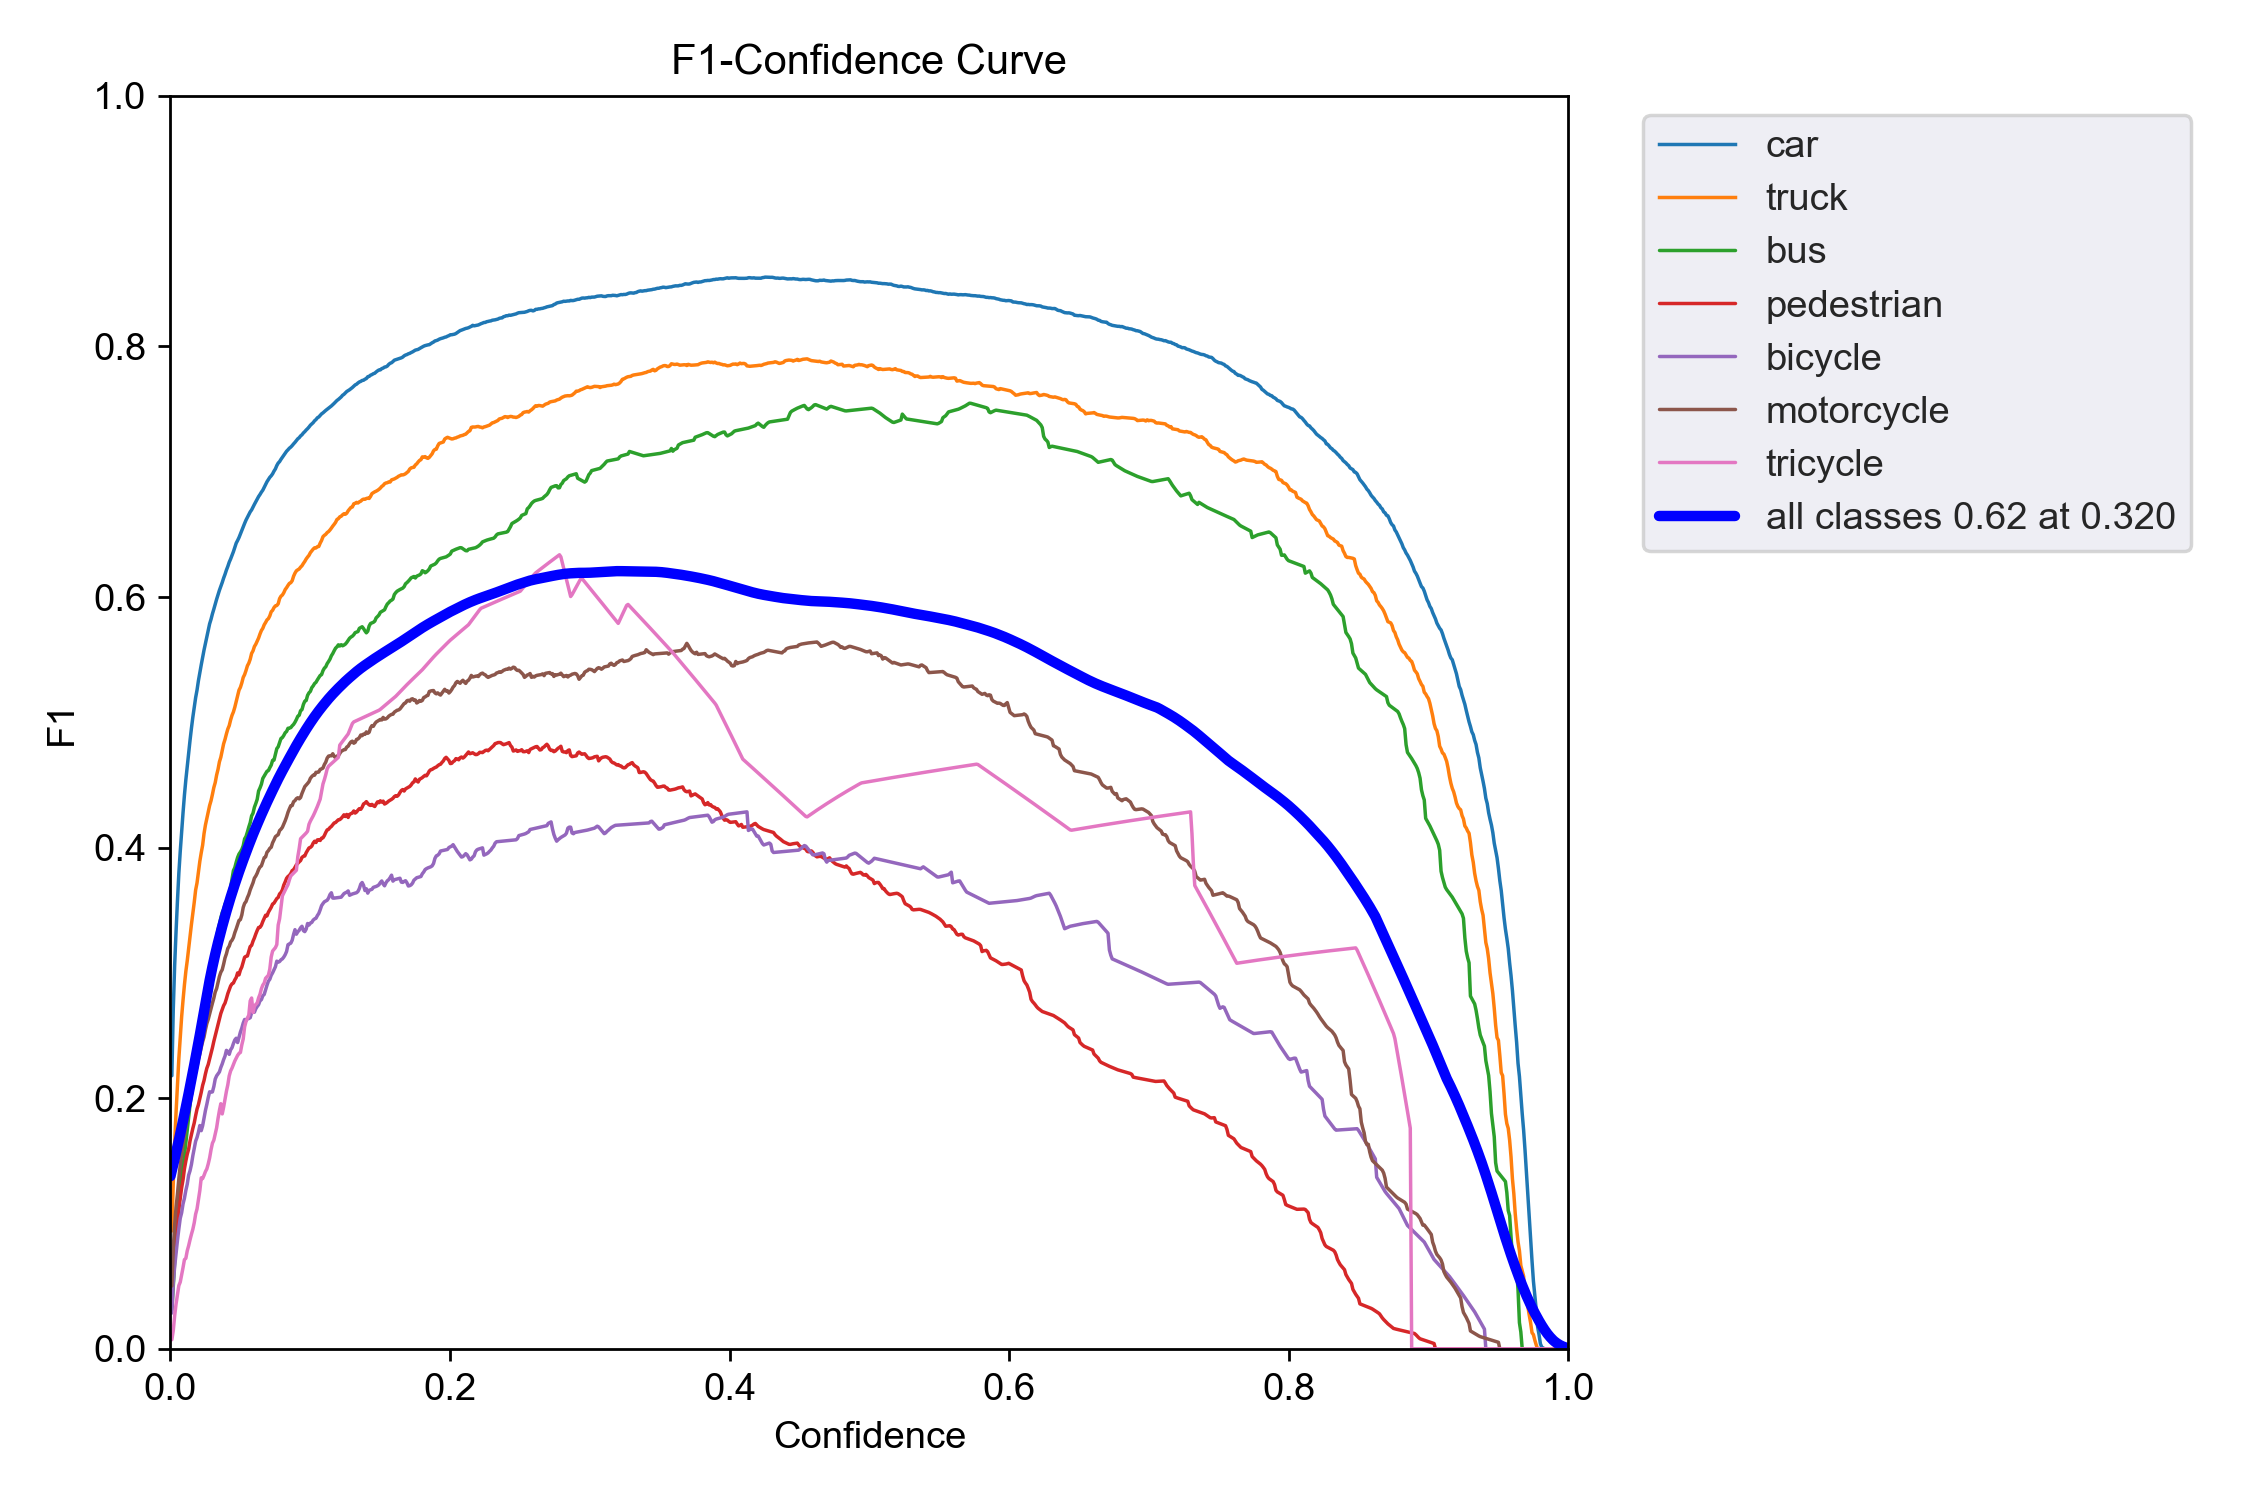 F1-Confidence Curve
1.0
0.8
0.6
0.4
0.2
0.0
F1
0.0 0.2 0.4 0.6 0.8 1.0
Confidence
car
truck
bus
pedestrian
bicycle
motorcycle
tricycle
all classes 0.62 at 0.320